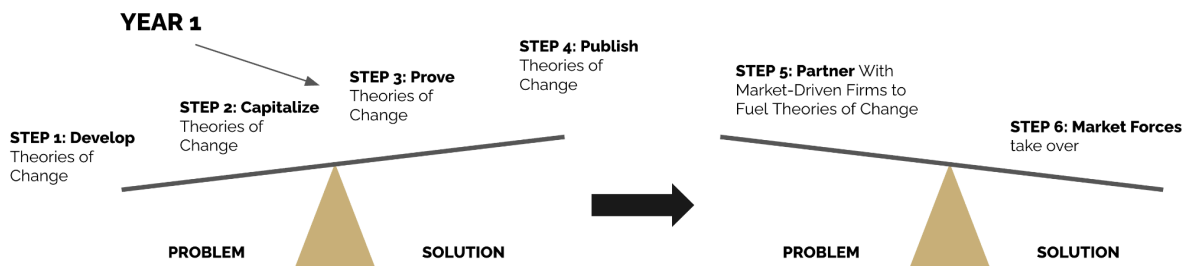 YEAR 1
STEP 1: Develop
Theories of
Change
STEP 2: Capitalize
Theories of
Change
STEP 3: Prove
Theories of
Change
STEP 4: Publish
Theories of
Change
PROBLEM
SOLUTION
STEP 5: Partner With
Market-Driven Firms to
Fuel Theories of Change
STEP 6: Market Forces
take over
PROBLEM
SOLUTION